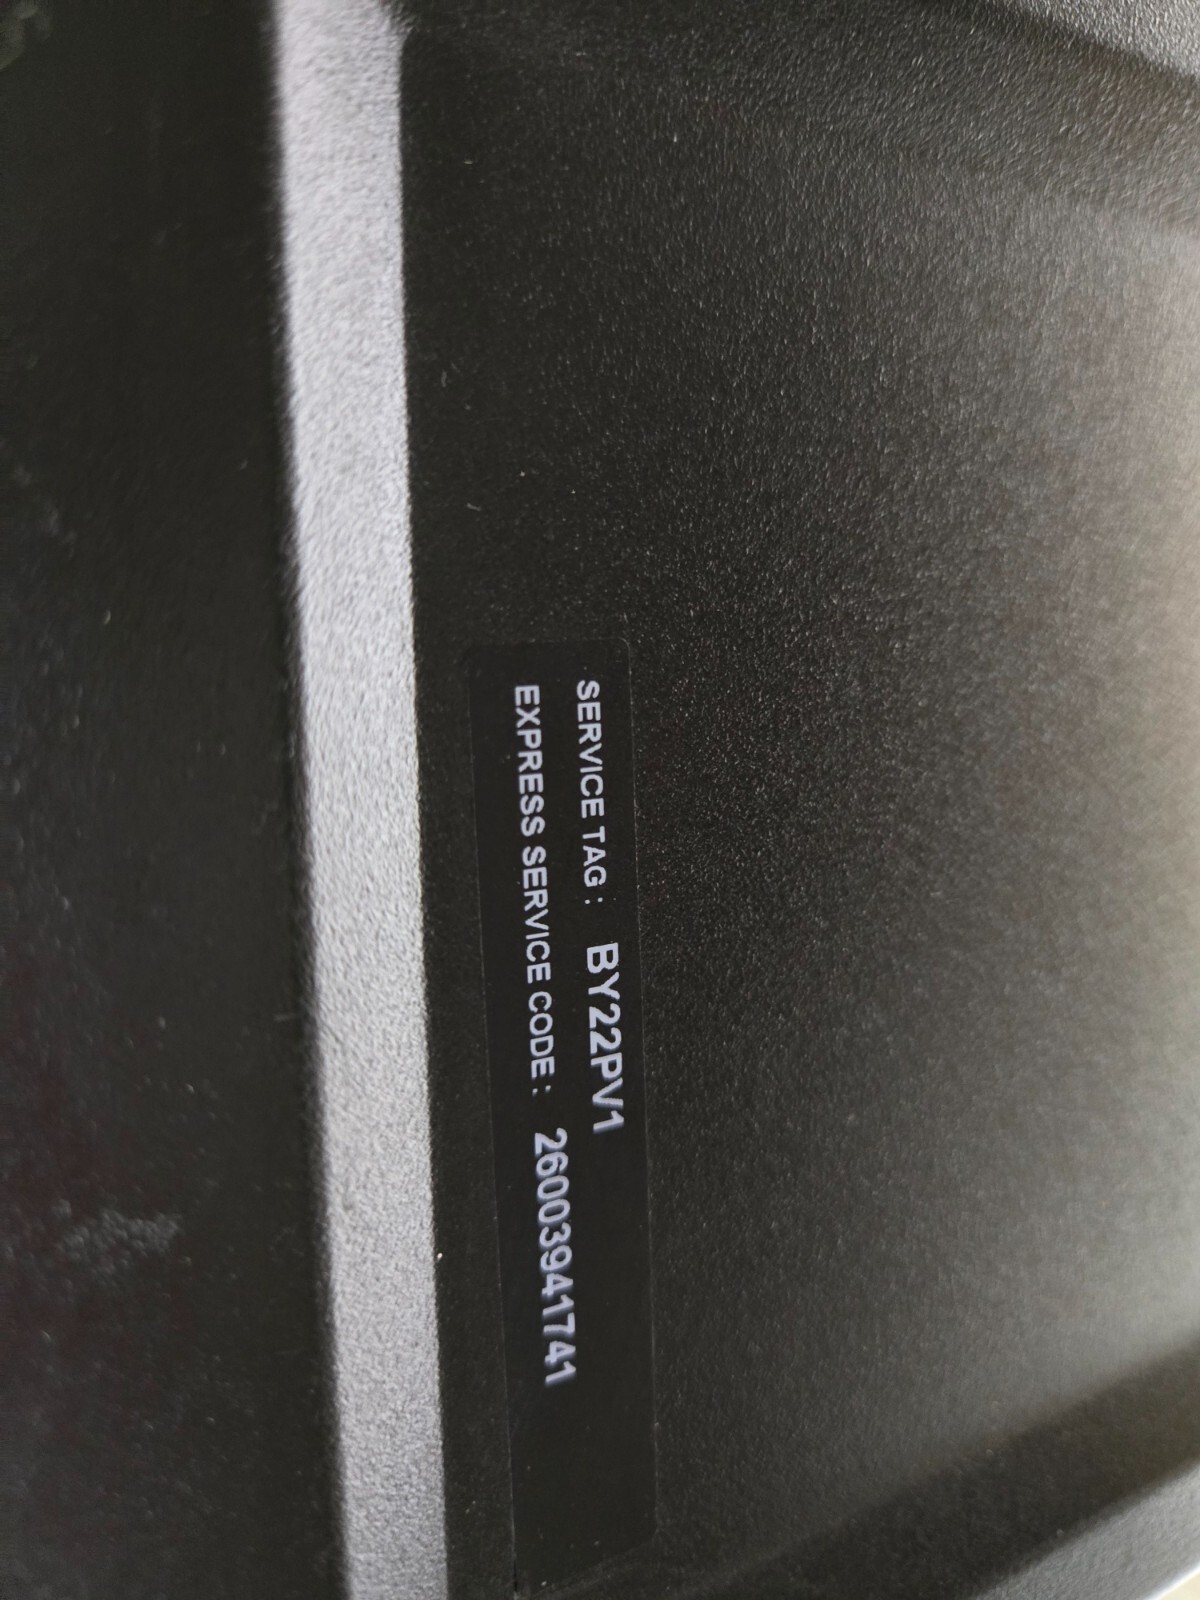 SERVICE TAG : BY22PV1
EXPRESS SERVICE CODE : 26003941741